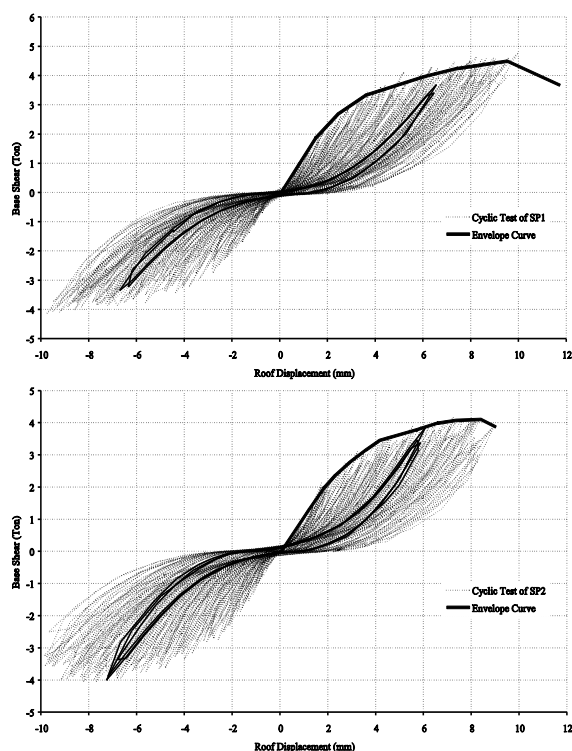 5
4
3
2
1
0
-1
-2
-3
-4
-5
Base Shear (Ton)
Cyclic Test of SP1
Envelope Curve
-10 -8 -6 -4 -2 0 2 4 6 8 10 12
Roof Displacement (mm)
5
4
3
2
1
0
-1
-2
-3
-4
-5
Base Shear (Ton)
Cyclic Test of SP2
Envelope Curve
-10 -8 -6 -4 -2 0 2 4 6 8 10 12
Roof Displacement (mm)